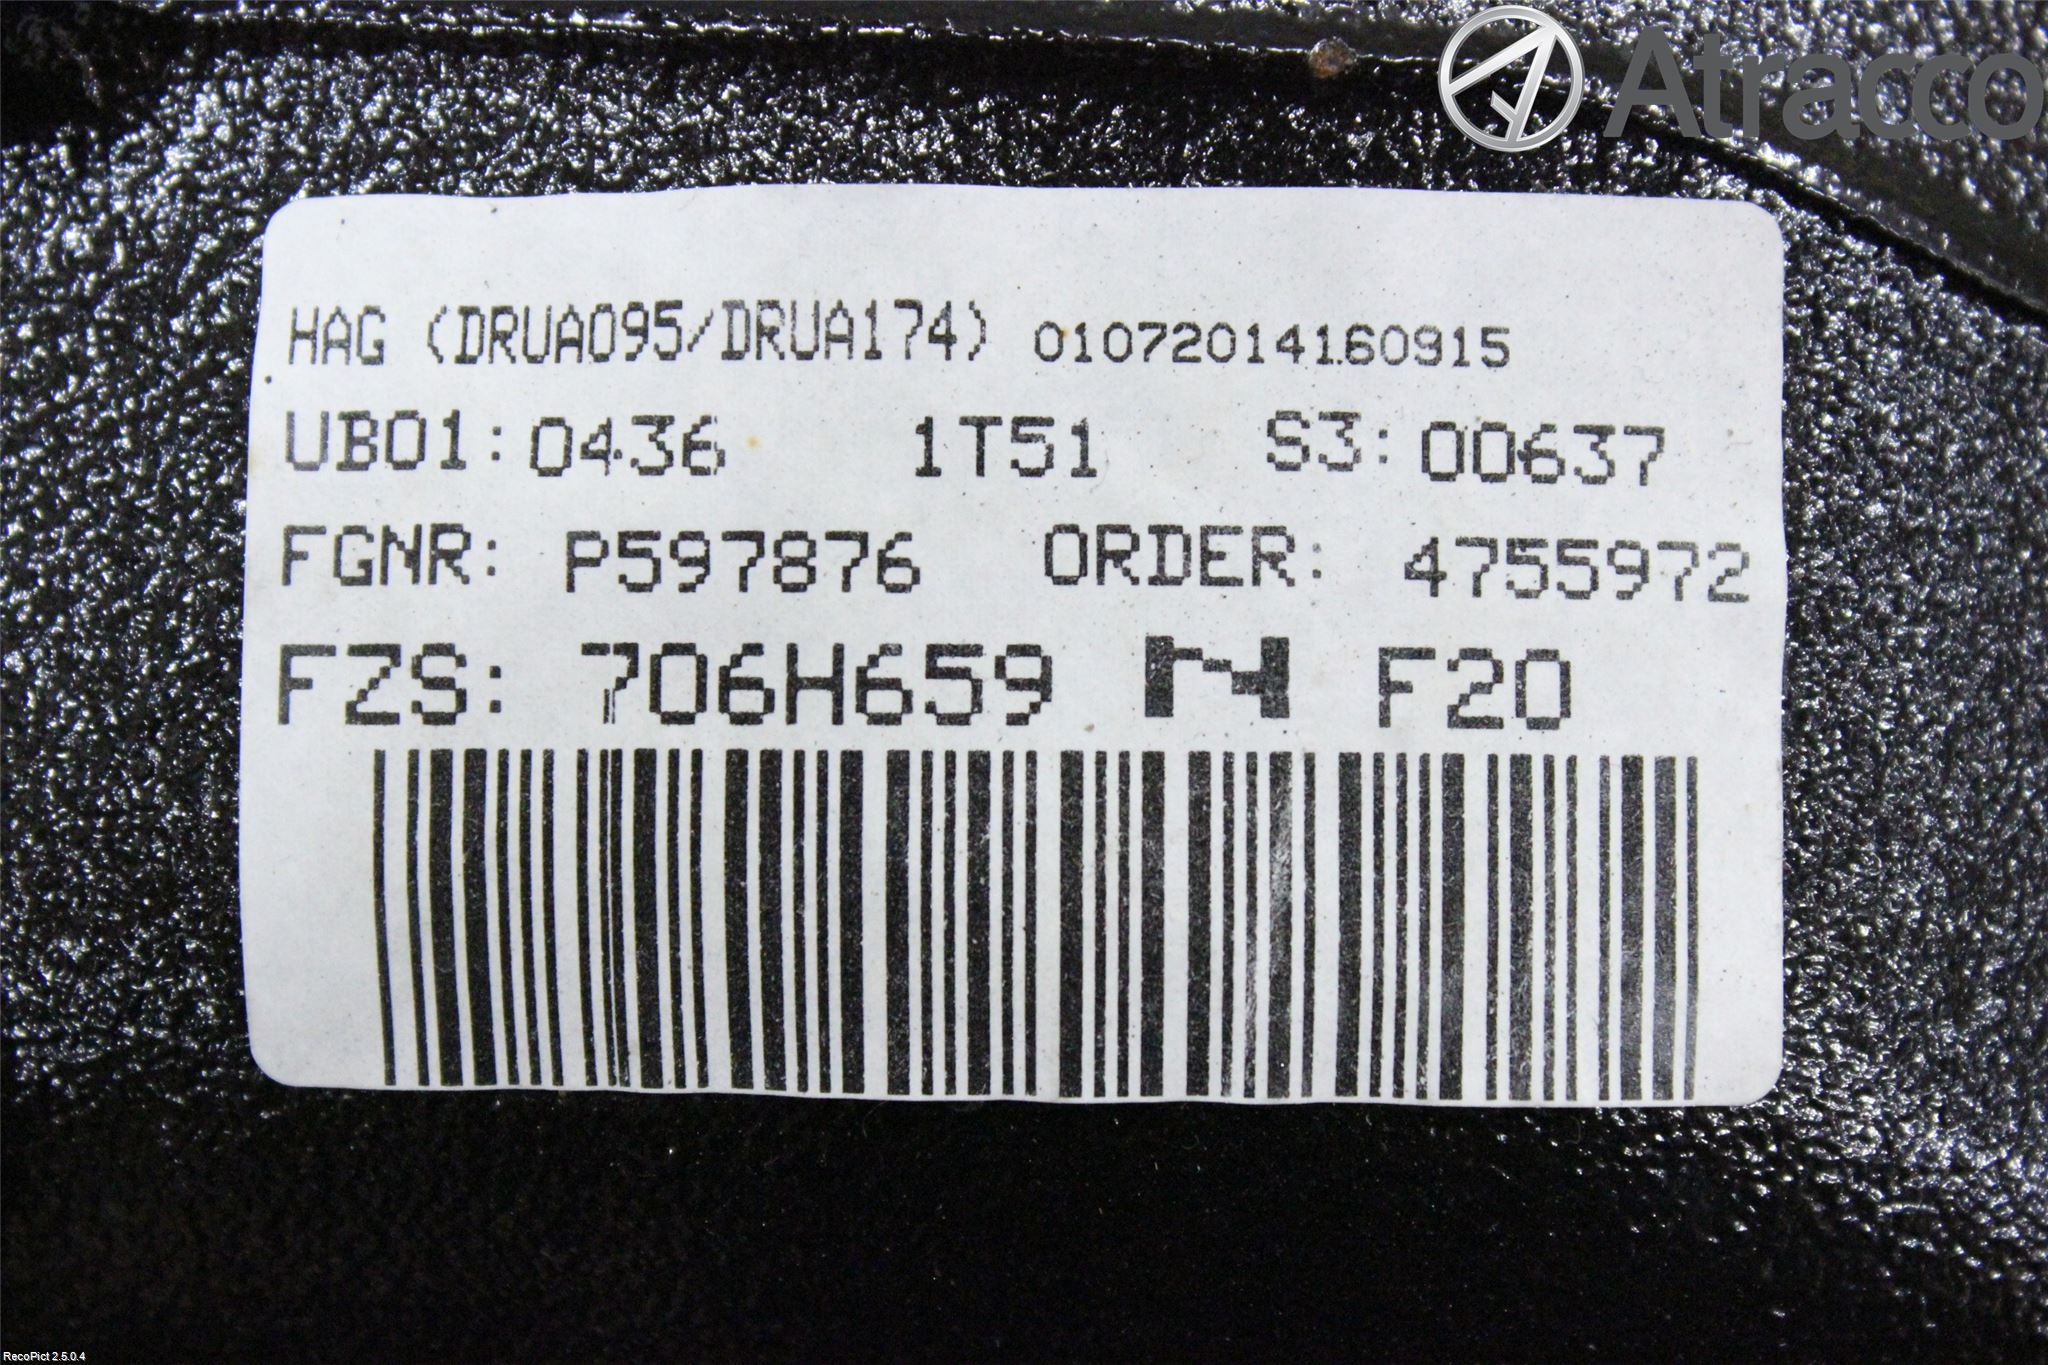 Atracco
HAG (DRUA095/DRUA174) 01072014160915
UB01: 0436 1T51 S3: 00637
FGNR: P597876 ORDER: 4755972
FZS: 706H659 N F20
RecoPict 2.5.0.4